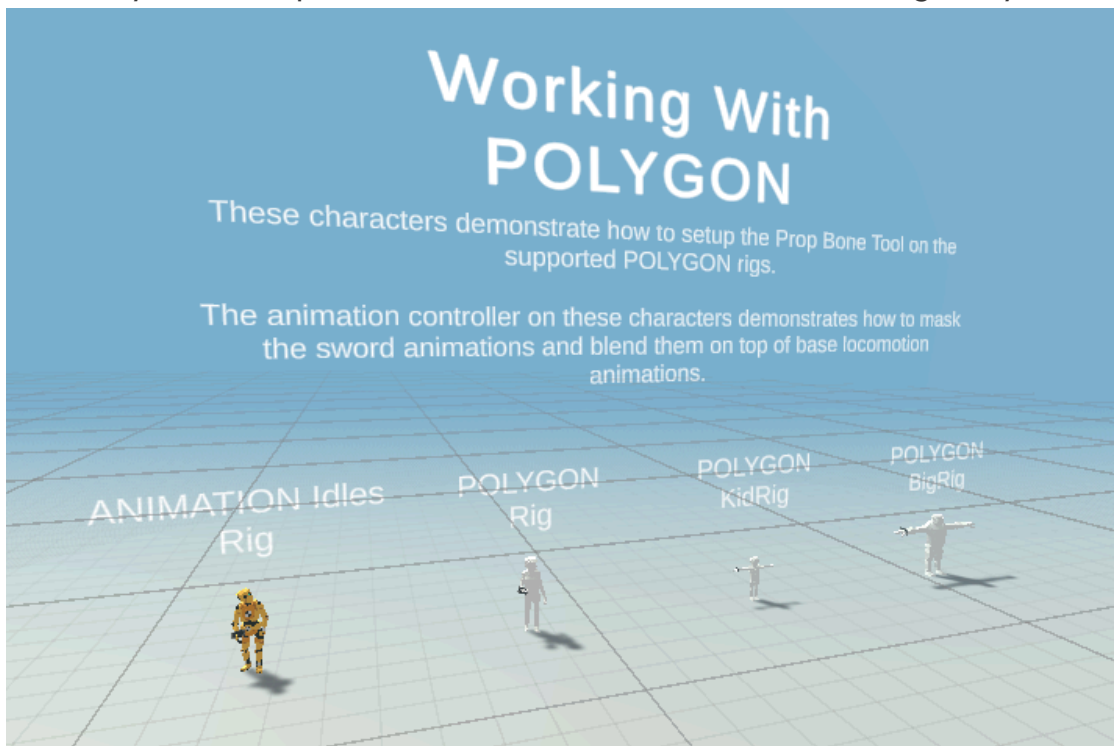 Working With
POLYGON
These characters demonstrate how to setup the Prop Bone Tool on the
supported POLYGON rigs.
The animation controller on these characters demonstrates how to mask
the sword animations and blend them on top of base locomotion
animations.
ANIMATION Idles
Rig
POLYGON
Rig
POLYGON
KidRig
POLYGON
BigRig